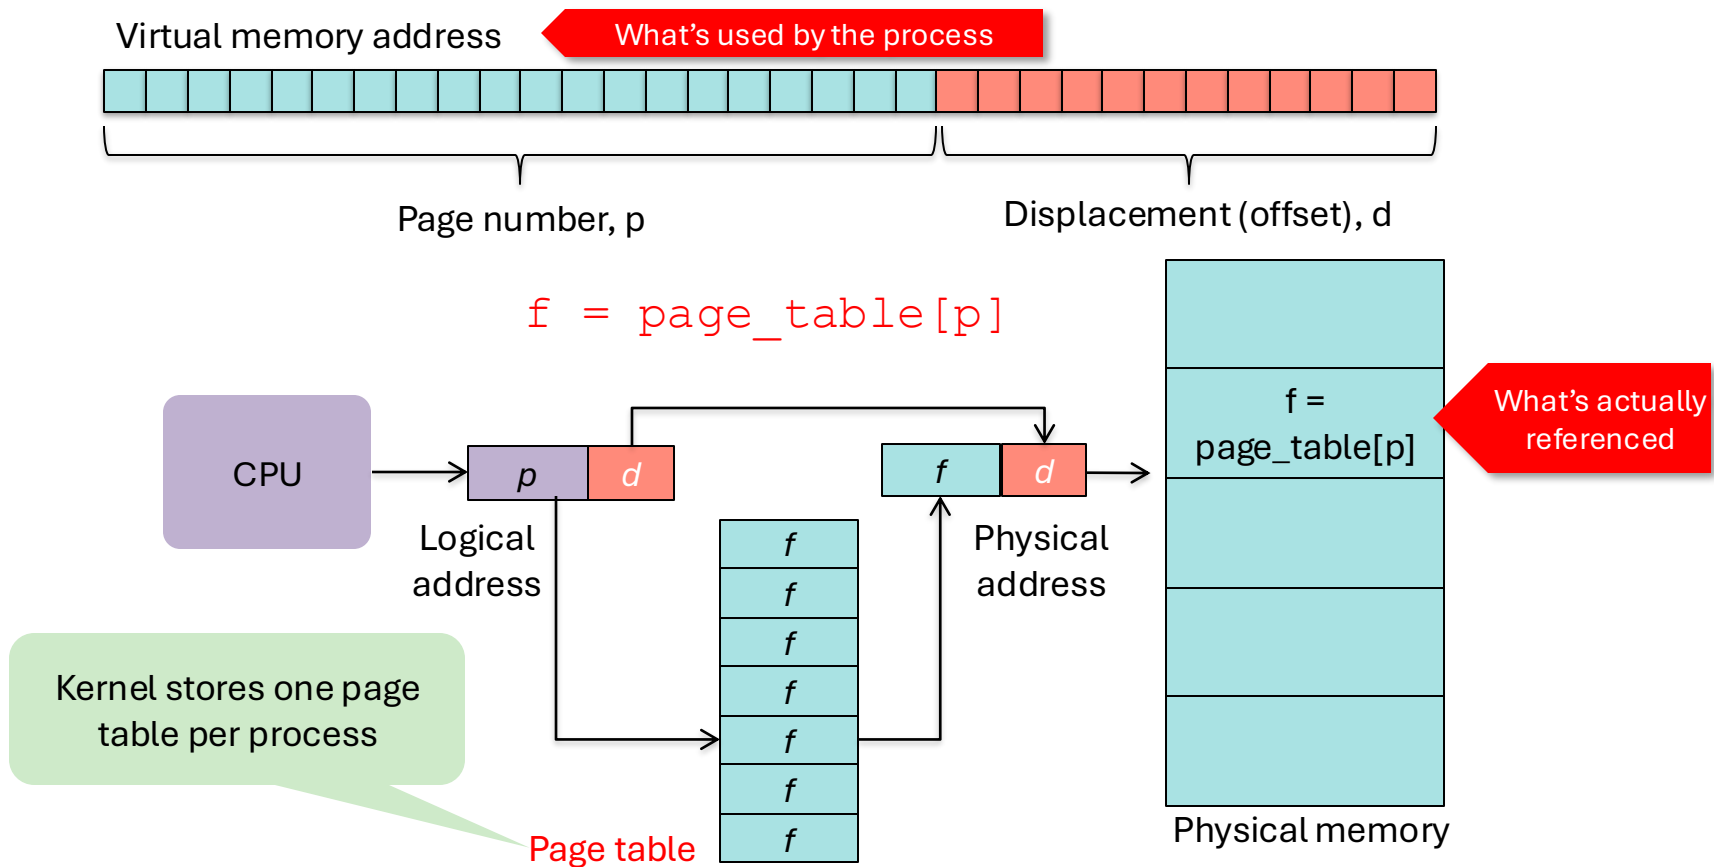 Virtual memory address
What's used by the process
Page number, p
Displacement (offset), d
f = page_table[p]
CPU
p
d
Logical
address
f
d
Physical
address
f =
page_table[p]
What's actually
referenced
f
f
f
f
f
f
f
Kernel stores one page
table per process
Page table
Physical memory